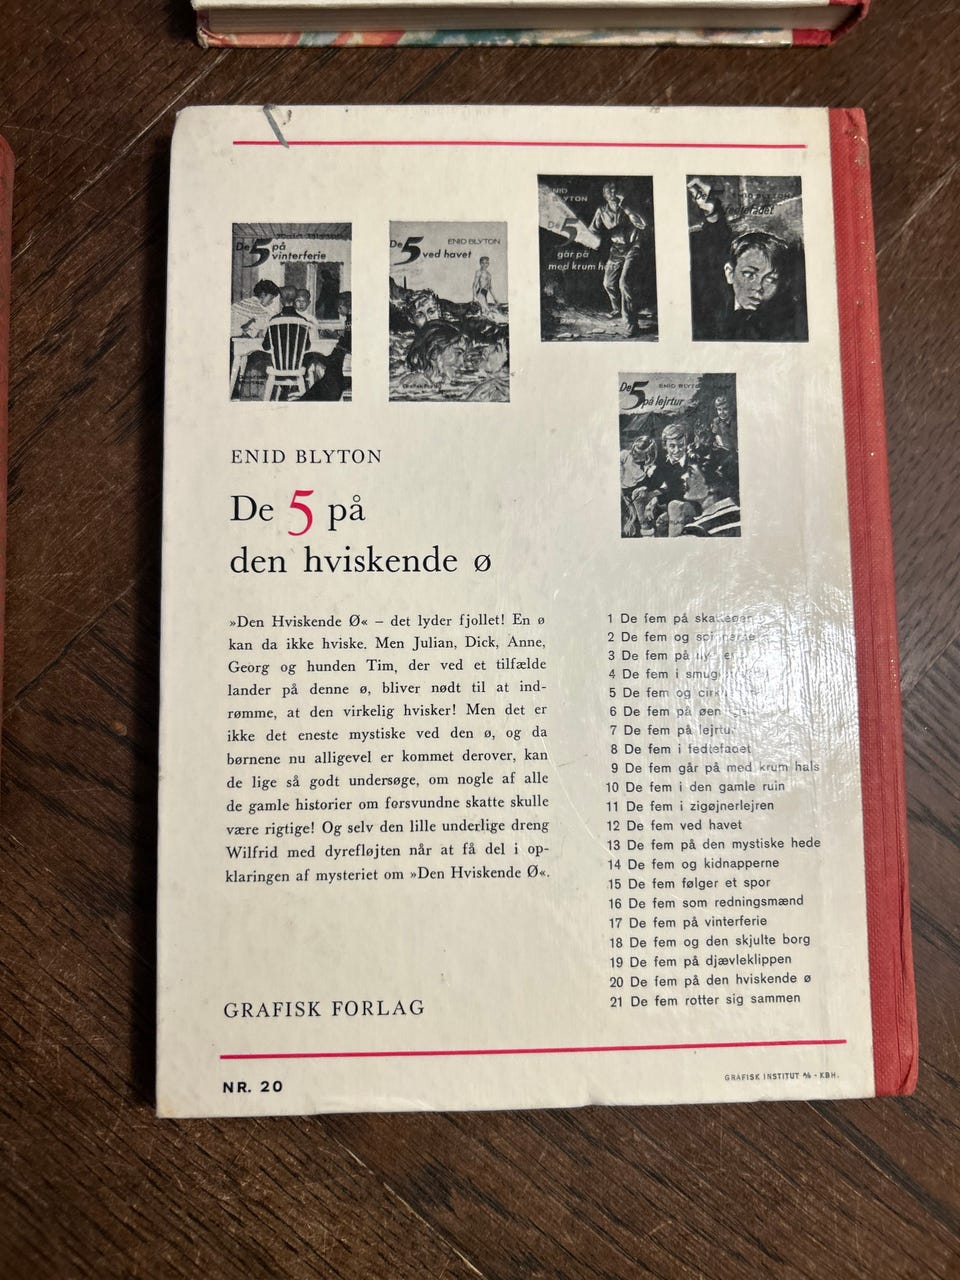 De 5 på
vinterferie
De 5 ENID BLYTON
ved havet
ENID
BLYTON
De 5
går på
med krum hals
De 5 ENID BLYTON
i fedtefadet
De 5 ENID BLYTON
på lejrtur
ENID BLYTON
De 5 på
den hviskende ø
»Den Hviskende Ø« – det lyder fjollet! En ø
kan da ikke hviske. Men Julian, Dick, Anne,
Georg og hunden Tim, der ved et tilfælde
lander på denne ø, bliver nødt til at ind-
rømme, at den virkelig hvisker! Men det er
ikke det eneste mystiske ved den ø, og da
børnene nu alligevel er kommet derover, kan
de lige så godt undersøge, om nogle af alle
de gamle historier om forsvundne skatte skulle
være rigtige! Og selv den lille underlige dreng
Wilfrid med dyrefløjten når at få del i op-
klaringen af mysteriet om »Den Hviskende Ø«.
GRAFISK FORLAG
1 De fem på skatteøen
2 De fem og spionerne
3 De fem på
4 De fem i
5 De fem og
6 De fem på øen
7 De fem på lejrtur
8 De fem i fedtefadet
9 De fem går på med krum hals
10 De fem i den gamle ruin
11 De fem i zigøjnerlejren
12 De fem ved havet
13 De fem på den mystiske hede
14 De fem og kidnapperne
15 De fem følger et spor
16 De fem som redningsmænd
17 De fem på vinterferie
18 De fem og den skjulte borg
19 De fem på djævleklippen
20 De fem på den hviskende ø
21 De fem rotter sig sammen
NR. 20
GRAFISK INSTITUT A/S - KBH.